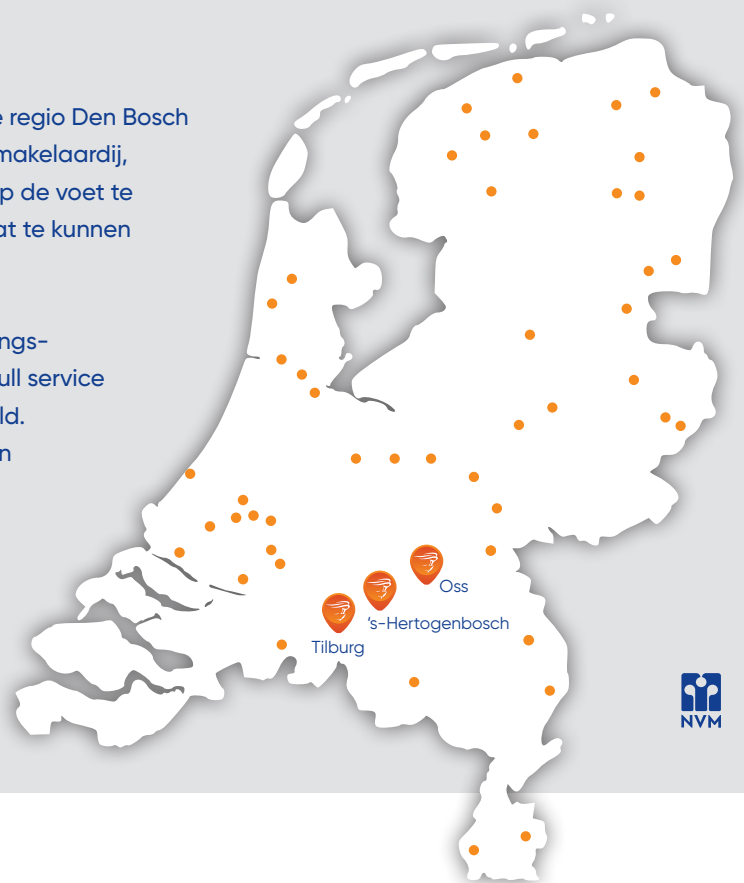 e regio Den Bosch
makelaardij,
p de voet te
at te kunnen
ngs-
ull service
ld.
n
Oss
's-Hertogenbosch
Tilburg
NVM